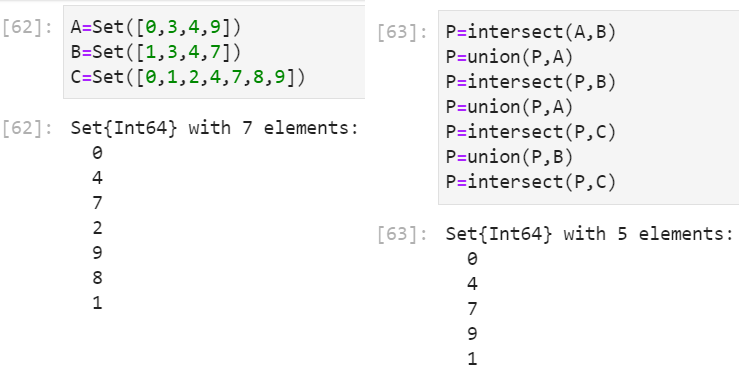 [62]: A=Set([0,3,4,9])
B=Set([1,3,4,7])
C=Set([0,1,2,4,7,8,9])
[62]: Set{Int64} with 7 elements:
0
4
7
2
9
8
1
[63]: P=intersect(A,B)
P=union(P,A)
P=intersect(P,B)
P=union(P,A)
P=intersect(P,C)
P=union(P,B)
P=intersect(P,C)
[63]: Set{Int64} with 5 elements:
0
4
7
9
1